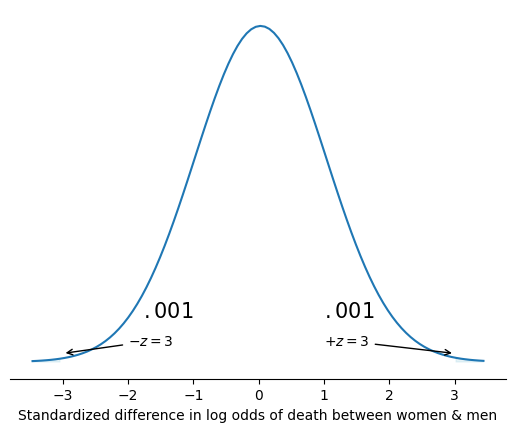 .001 .001
−z = 3 +z = 3
−3 −2 −1 0 1 2 3
Standardized difference in log odds of death between women & men